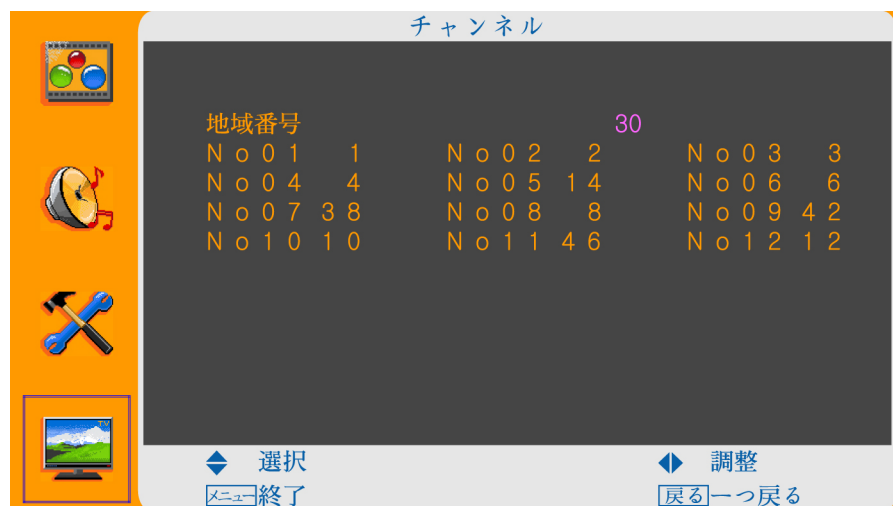 チャンネル
地域番号 30
No01 1 No02 2 No03 3
No04 4 No05 14 No06 6
No07 38 No08 8 No09 42
No10 10 No11 46 No12 12
TV
選択 調整
メニュー終了 戻る一つ戻る